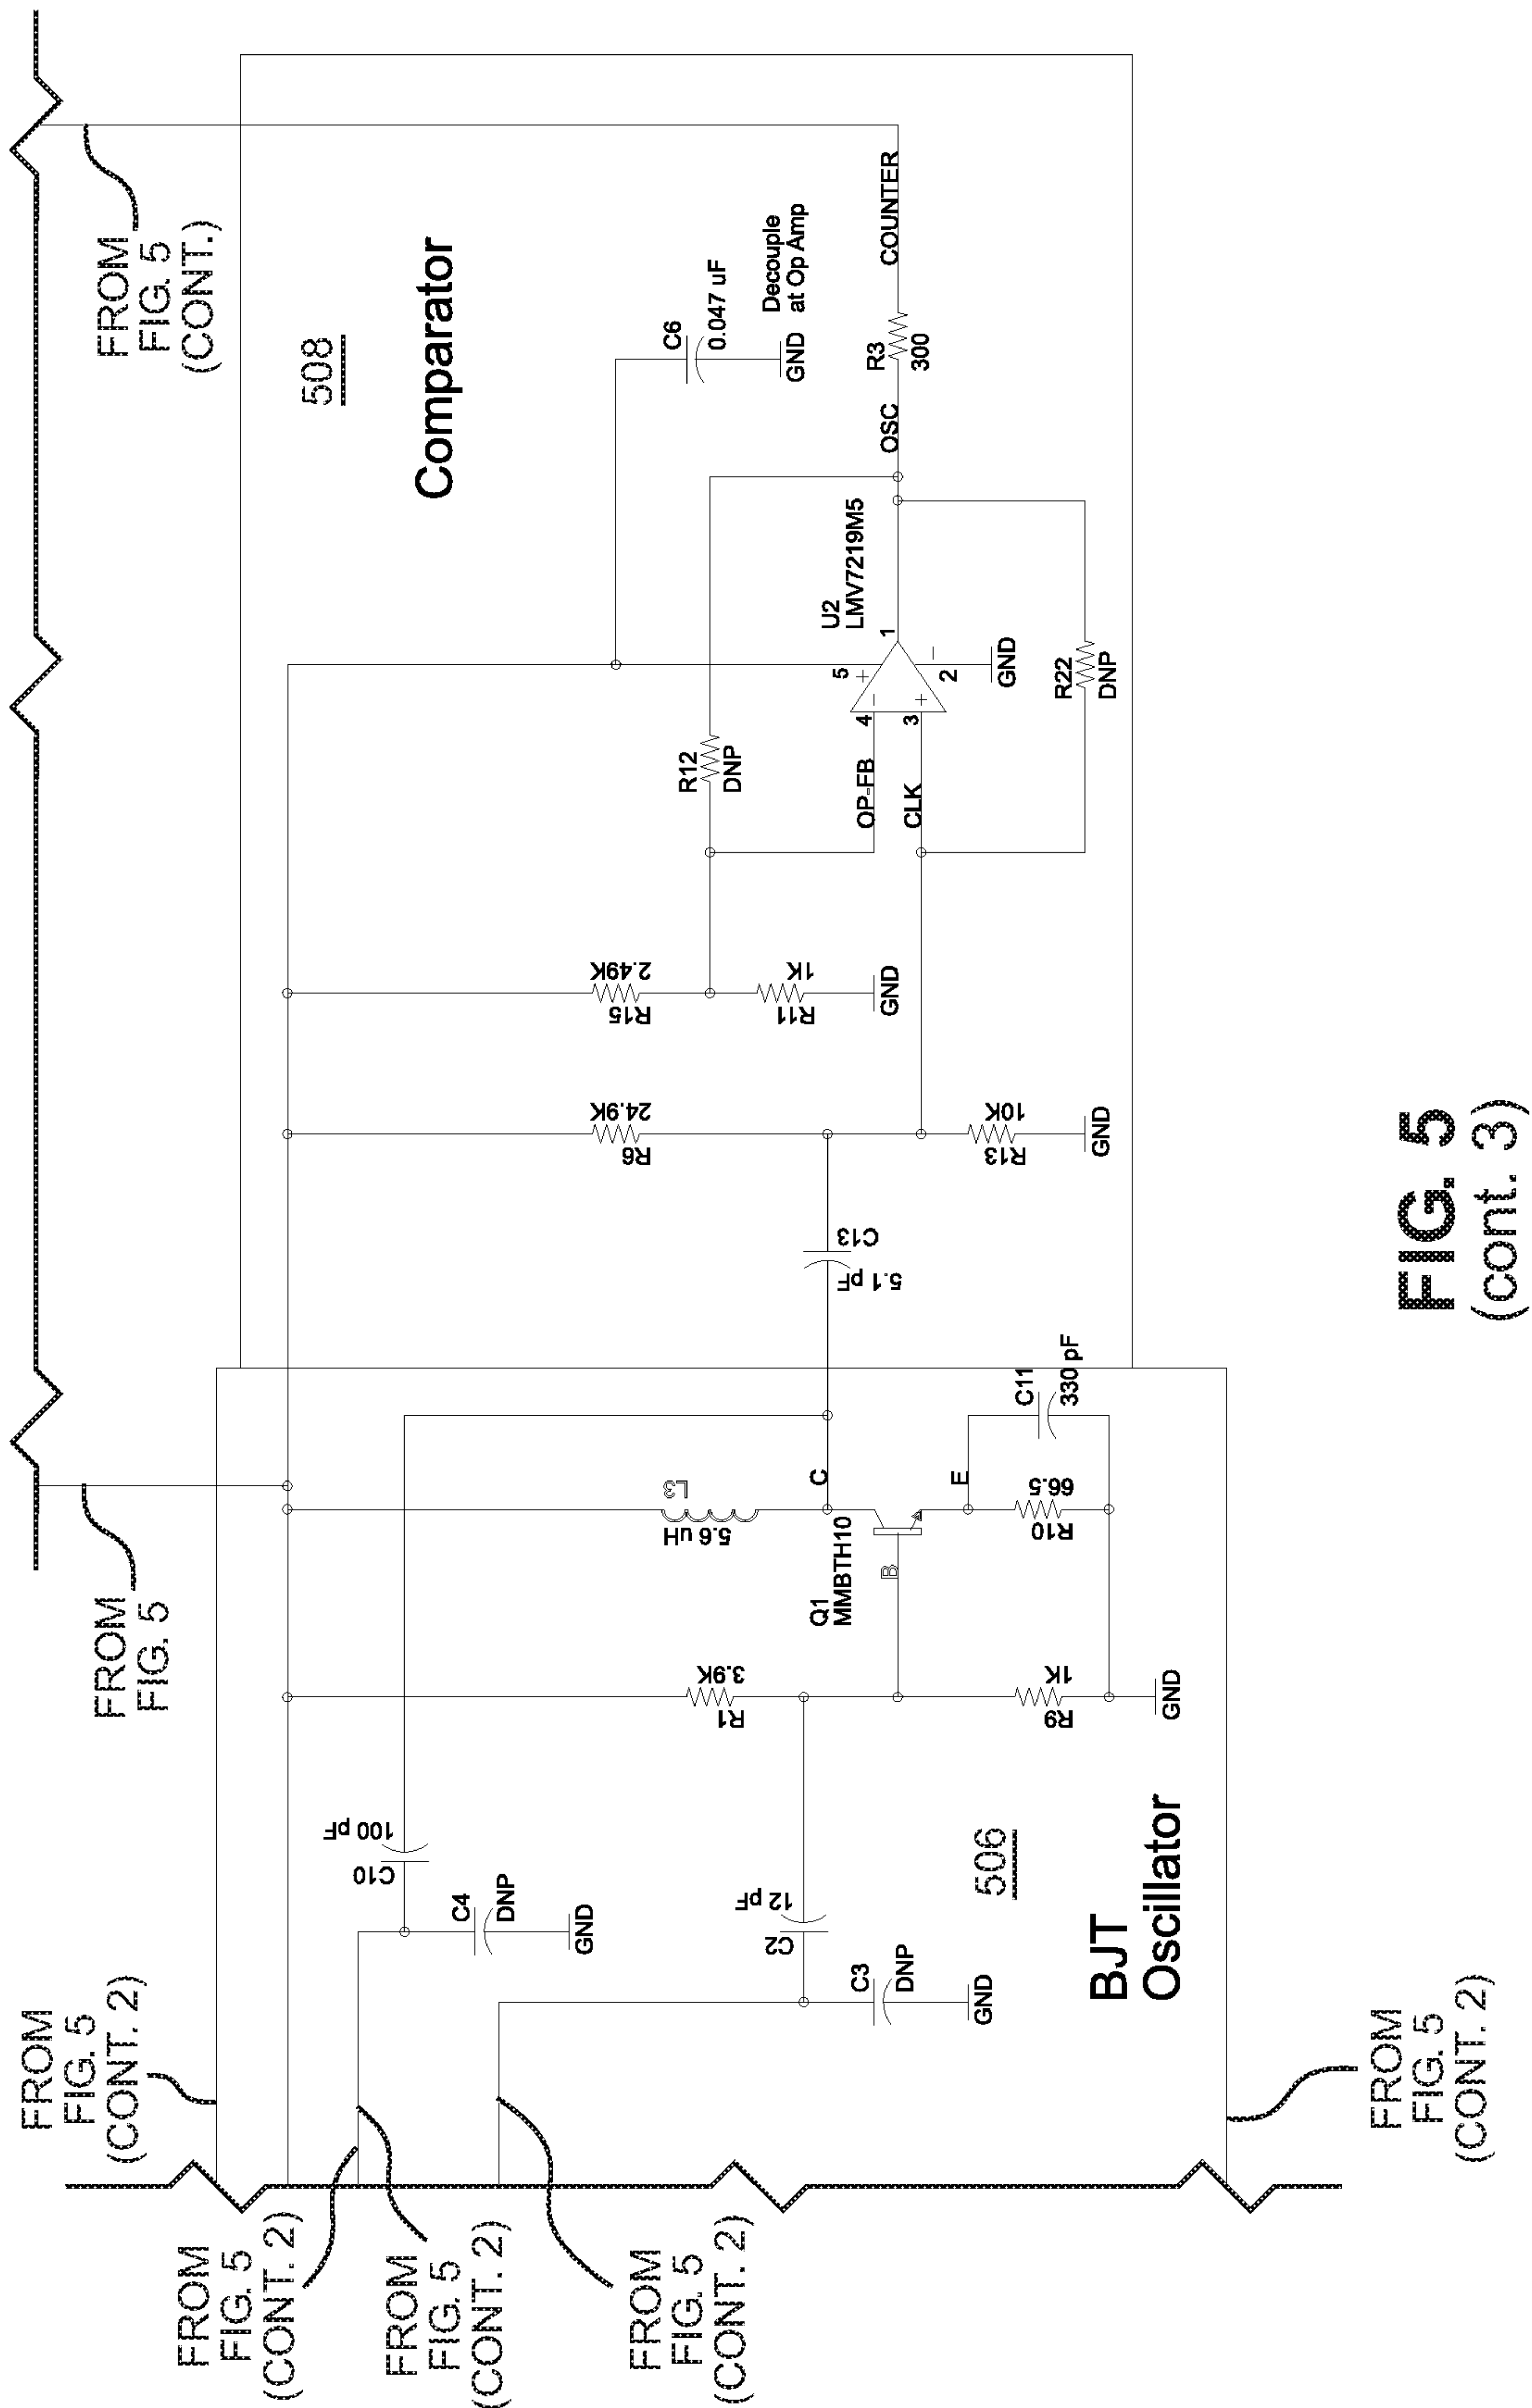 FROM
FIG. 5
(CONT. 2)
FROM
FIG. 5
FROM
FIG. 5
(CONT.)
508
Comparator
C6
0.047 uF
GND
Decouple
at Op Amp
R3
300
OSC
COUNTER
U2
LMV7219M5
5
+
4
−
3
+
1
2
−
GND
OP-FB
CLK
R12
DNP
R22
DNP
R15
2.49K
R11
1K
GND
R6
24.9K
R13
10K
GND
C13
5.1 pF
L3
5.6 uH
C
Q1
MMBTH10
B
E
C11
330 pF
R10
66.5
R1
3.9K
R9
1K
GND
C10
100 pF
C4
DNP
GND
C2
12 pF
C3
DNP
GND
506
BJT
Oscillator
FROM
FIG. 5
(CONT. 2)
FROM
FIG. 5
(CONT. 2)
FROM
FIG. 5
(CONT. 2)
FROM
FIG. 5
(CONT. 2)
FIG. 5
(cont. 3)